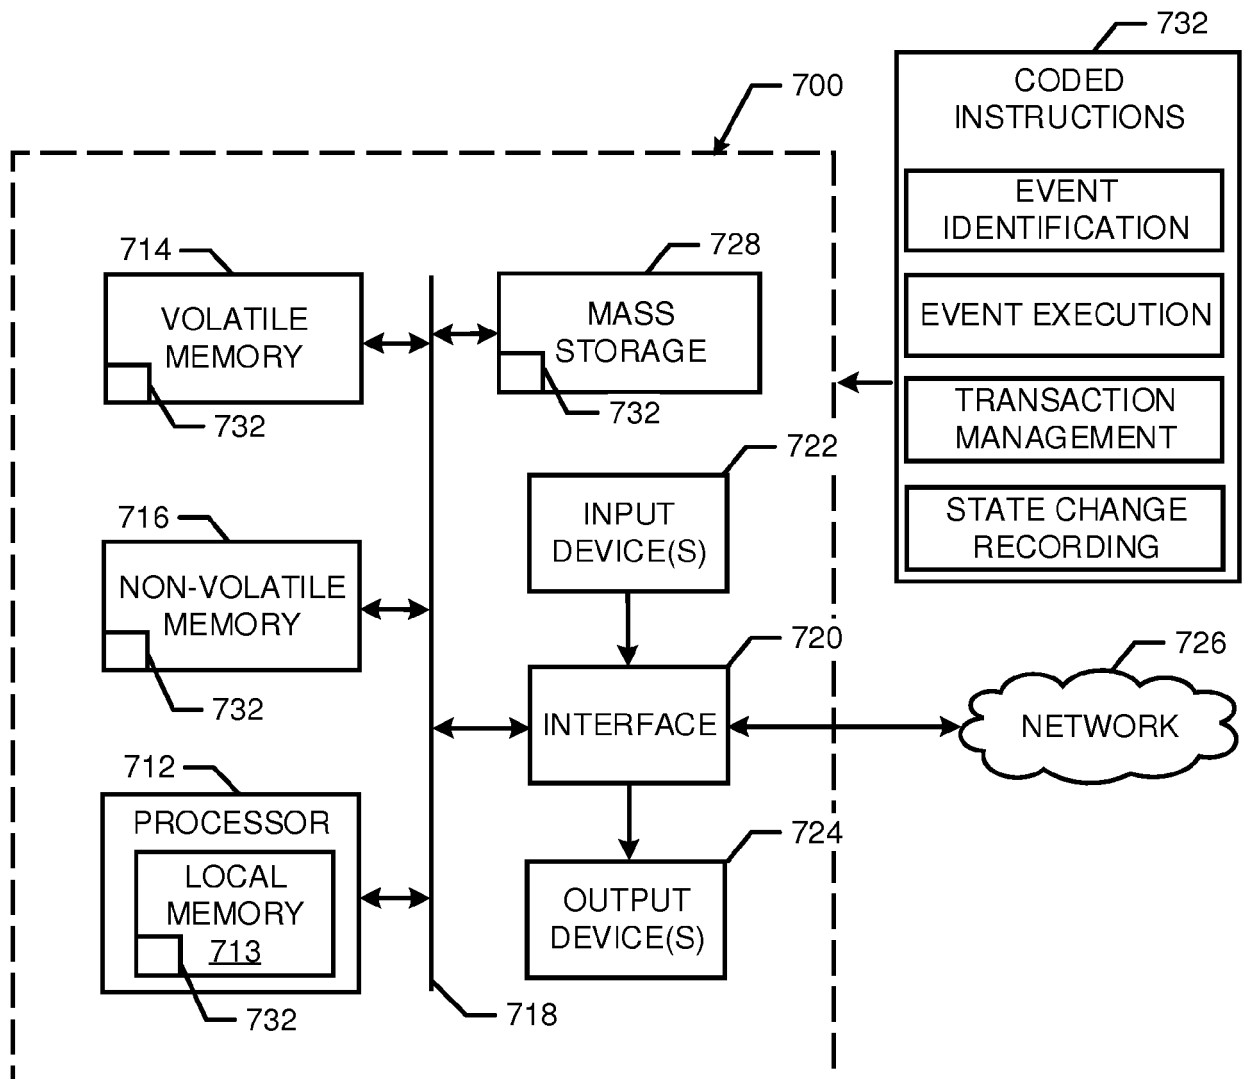 732
CODED
INSTRUCTIONS
EVENT
IDENTIFICATION
EVENT EXECUTION
TRANSACTION
MANAGEMENT
STATE CHANGE
RECORDING
700
714
VOLATILE
MEMORY
732
728
MASS
STORAGE
732
722
INPUT
DEVICE(S)
716
NON-VOLATILE
MEMORY
732
720
INTERFACE
726
NETWORK
712
PROCESSOR
LOCAL
MEMORY
713
732
724
OUTPUT
DEVICE(S)
718